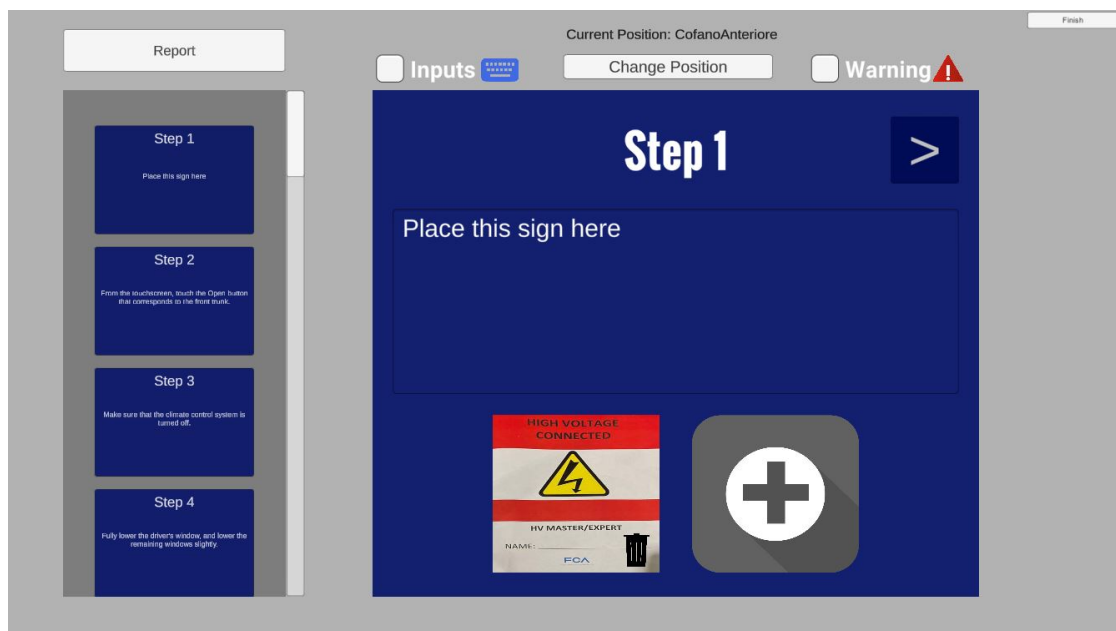 Finish
Report
Current Position: CofanoAnteriore
Inputs
Change Position
Warning
Step 1
Place this sign here
Step 2
From the touchscreen, touch the Open button
that corresponds to the front trunk.
Step 3
Make sure that the climate control system is
turned off.
Step 4
Fully lower the driver's window, and lower the
remaining windows slightly.
Step 1
>
Place this sign here
HIGH VOLTAGE
CONNECTED
HV MASTER/EXPERT
NAME:
FCA